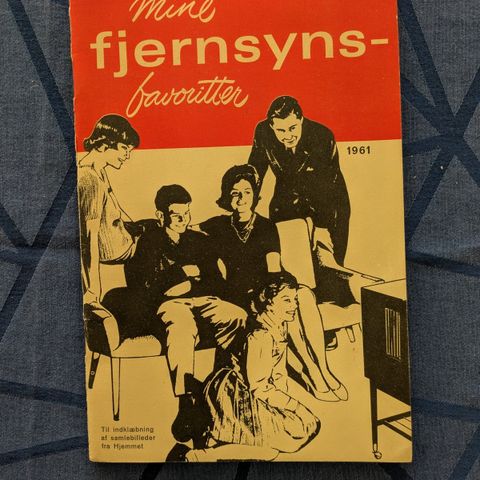 Mine
fjernsyns-
favoritter
1961
Til indklæbning
af samlebilleder
fra Hjemmet